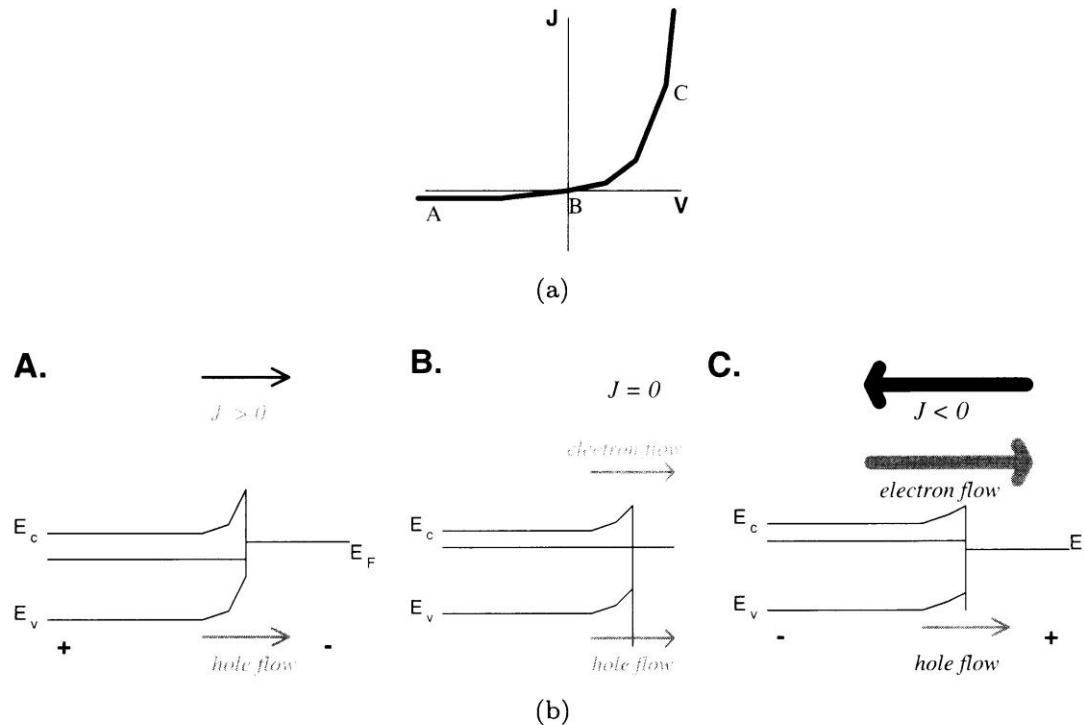 J
C
A
B
V
(a)
A.
J > 0
E_c
E_F
E_v
+
-
hole flow
B.
J = 0
electron flow
E_c
E_v
hole flow
C.
J < 0
electron flow
E_c
E
E_v
-
+
hole flow
(b)